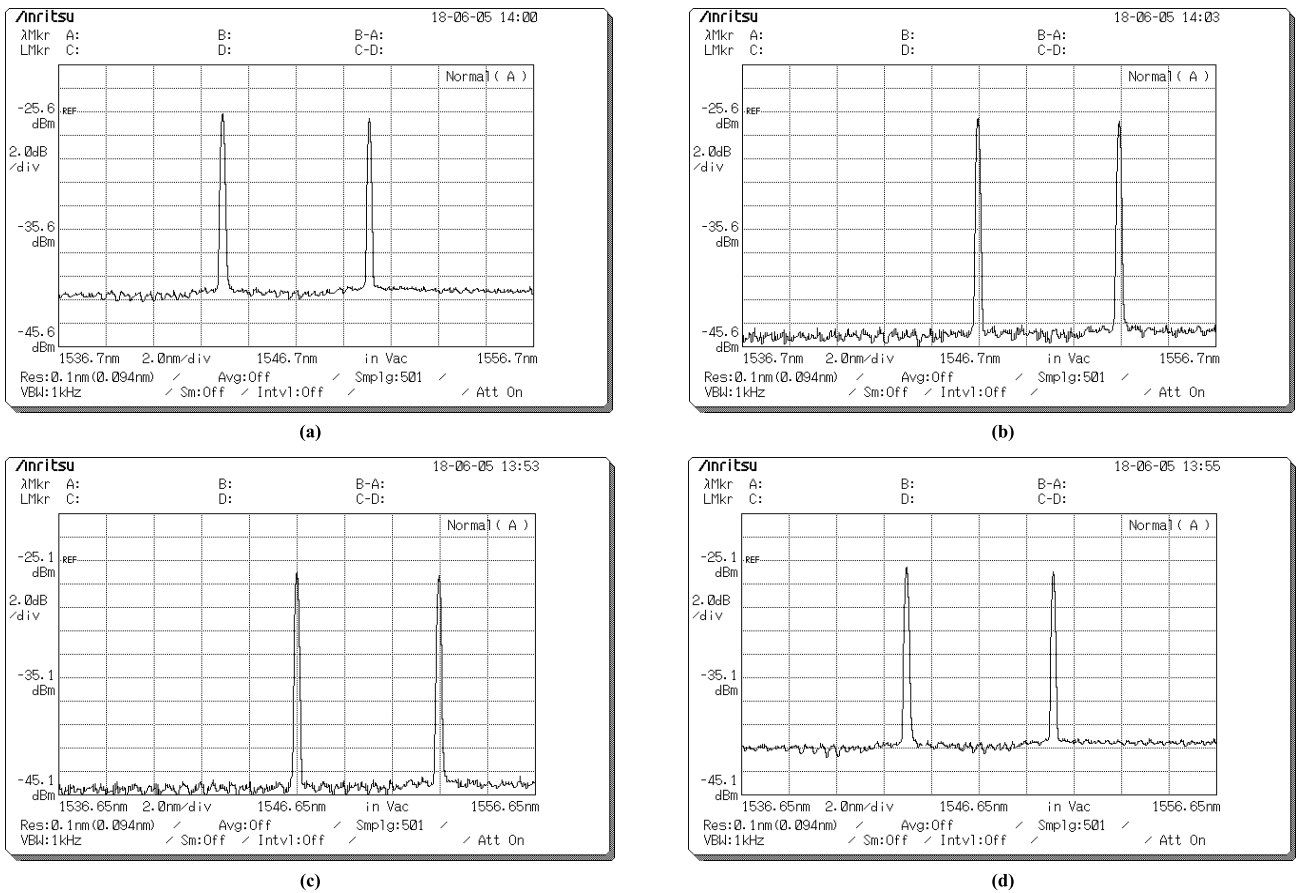 /Inritsu 18-06-05 14:00
λMkr A: B: B-A:
LMkr C: D: C-D:
Normal ( A )
-25.6 REF
dBm
2.0dB
/div
-35.6
dBm
-45.6
dBm
1536.7nm 2.0nm/div 1546.7nm in Vac 1556.7nm
Res:0.1nm(0.094nm) / Avg:Off / Smplg:501 /
VBW:1kHz / Sm:Off / Intvl:Off / / Att On
(a)
/Inritsu 18-06-05 14:03
λMkr A: B: B-A:
LMkr C: D: C-D:
Normal ( A )
-25.6 REF
dBm
2.0dB
/div
-35.6
dBm
-45.6
dBm
1536.7nm 2.0nm/div 1546.7nm in Vac 1556.7nm
Res:0.1nm(0.094nm) / Avg:Off / Smplg:501 /
VBW:1kHz / Sm:Off / Intvl:Off / / Att On
(b)
/Inritsu 18-06-05 13:53
λMkr A: B: B-A:
LMkr C: D: C-D:
Normal ( A )
-25.1 REF
dBm
2.0dB
/div
-35.1
dBm
-45.1
dBm
1536.65nm 2.0nm/div 1546.65nm in Vac 1556.65nm
Res:0.1nm(0.094nm) / Avg:Off / Smplg:501 /
VBW:1kHz / Sm:Off / Intvl:Off / / Att On
(c)
/Inritsu 18-06-05 13:55
λMkr A: B: B-A:
LMkr C: D: C-D:
Normal ( A )
-25.1 REF
dBm
2.0dB
/div
-35.1
dBm
-45.1
dBm
1536.65nm 2.0nm/div 1546.65nm in Vac 1556.65nm
Res:0.1nm(0.094nm) / Avg:Off / Smplg:501 /
VBW:1kHz / Sm:Off / Intvl:Off / / Att On
(d)